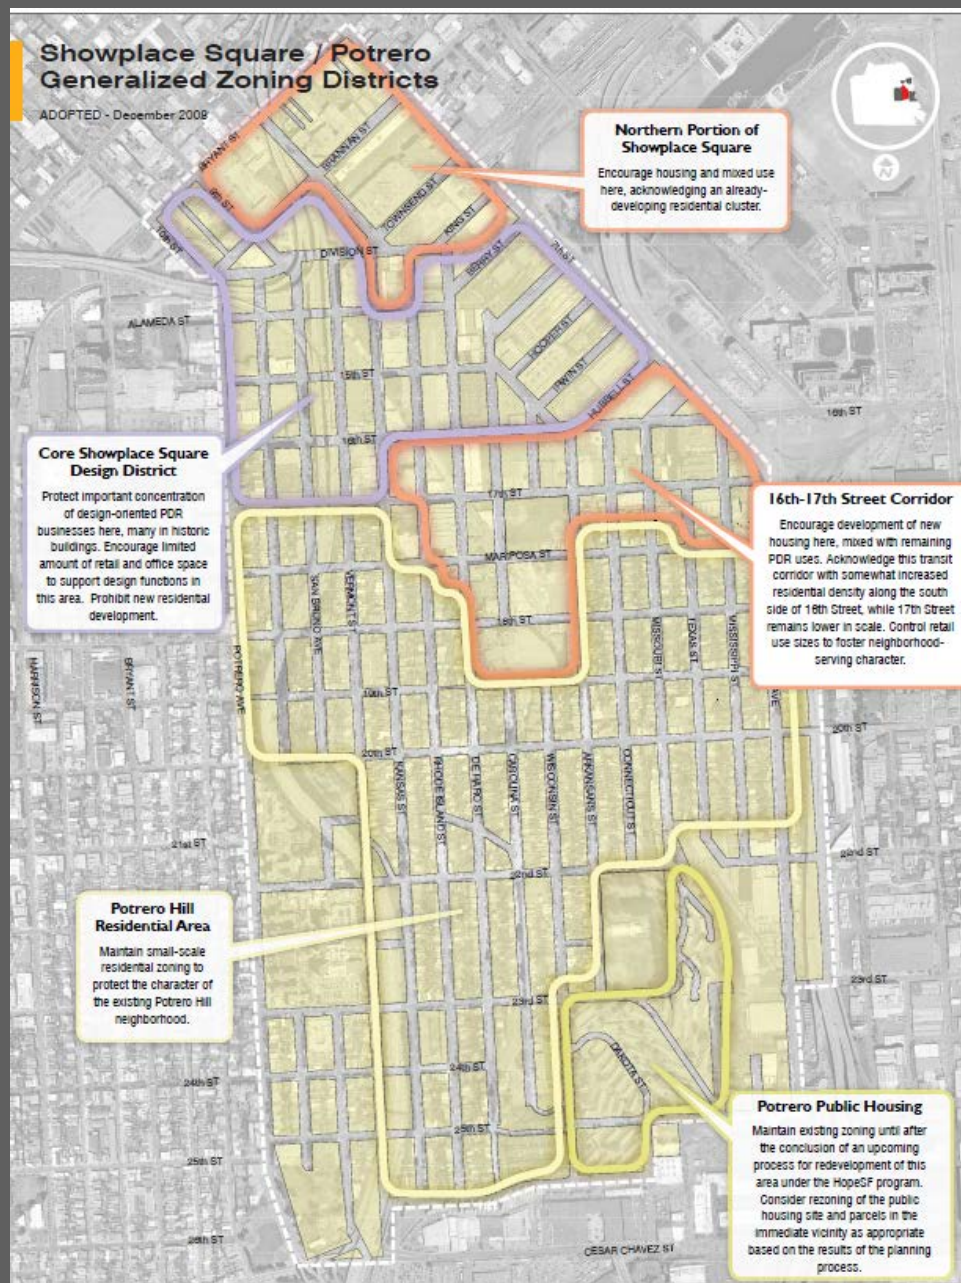 Showplace Square / Potrero
Generalized Zoning Districts
ADOPTED - December 2008
Northern Portion of
Showplace Square
Encourage housing and mixed use
here, acknowledging an already-
developing residential cluster.
N
BRYANT ST
BRANNAN ST
TOWNSEND ST
KING ST
9th ST
10th ST
DIVISION ST
BERRY ST
7th ST
ALAMEDA ST
HOOPER ST
IRWIN ST
HUBBELL ST
15th ST
16th ST
16th ST
Core Showplace Square
Design District
Protect important concentration
of design-oriented PDR
businesses here, many in historic
buildings. Encourage limited
amount of retail and office space
to support design functions in
this area. Prohibit new residential
development.
17th ST
16th-17th Street Corridor
Encourage development of new
housing here, mixed with remaining
PDR uses. Acknowledge this transit
corridor with somewhat increased
residential density along the south
side of 16th Street, while 17th Street
remains lower in scale. Control retail
use sizes to foster neighborhood-
serving character.
MARIPOSA ST
SAN BRUNO AVE
VERMONT ST
18th ST
MISSOURI ST
TEXAS ST
MISSISSIPPI ST
HARRISON ST
BRYANT ST
POTRERO AVE
19th ST
AVE
20th ST
20th ST
KANSAS ST
RHODE ISLAND ST
DE HARO ST
CAROLINA ST
WISCONSIN ST
ARKANSAS ST
CONNECTICUT ST
21st ST
22nd ST
22nd ST
Potrero Hill
Residential Area
Maintain small-scale
residential zoning to
protect the character
of the existing Potrero Hill
neighborhood.
23rd ST
23rd ST
DAKOTA ST
24th ST
24th ST
25th ST
25th ST
Potrero Public Housing
Maintain existing zoning until after
the conclusion of an upcoming
process for redevelopment of this
area under the HopeSF program.
Consider rezoning of the public
housing site and parcels in the
immediate vicinity as appropriate
based on the results of the planning
process.
26th ST
CESAR CHAVEZ ST